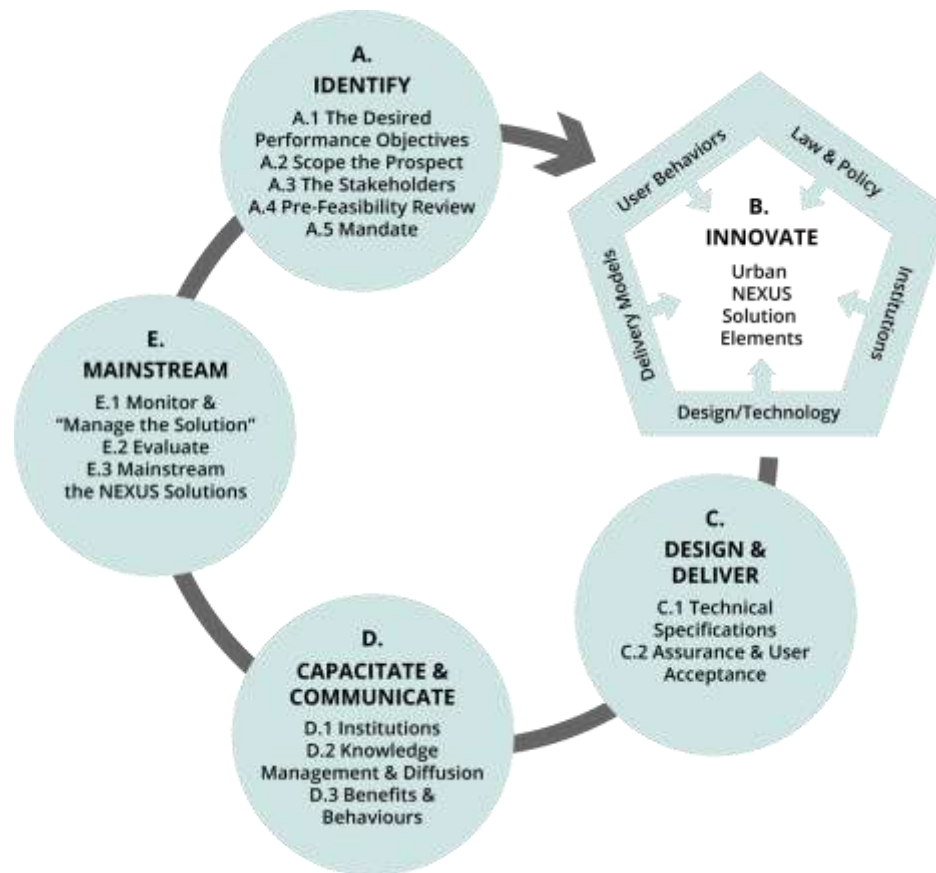 A.
IDENTIFY
A.1 The Desired
Performance Objectives
A.2 Scope the Prospect
A.3 The Stakeholders
A.4 Pre-Feasibility Review
A.5 Mandate
User Behaviors
Law & Policy
Delivery Models
Institutions
Design/Technology
B.
INNOVATE
Urban
NEXUS
Solution
Elements
C.
DESIGN &
DELIVER
C.1 Technical
Specifications
C.2 Assurance & User
Acceptance
D.
CAPACITATE &
COMMUNICATE
D.1 Institutions
D.2 Knowledge
Management & Diffusion
D.3 Benefits &
Behaviours
E.
MAINSTREAM
E.1 Monitor &
“Manage the Solution”
E.2 Evaluate
E.3 Mainstream
the NEXUS Solutions